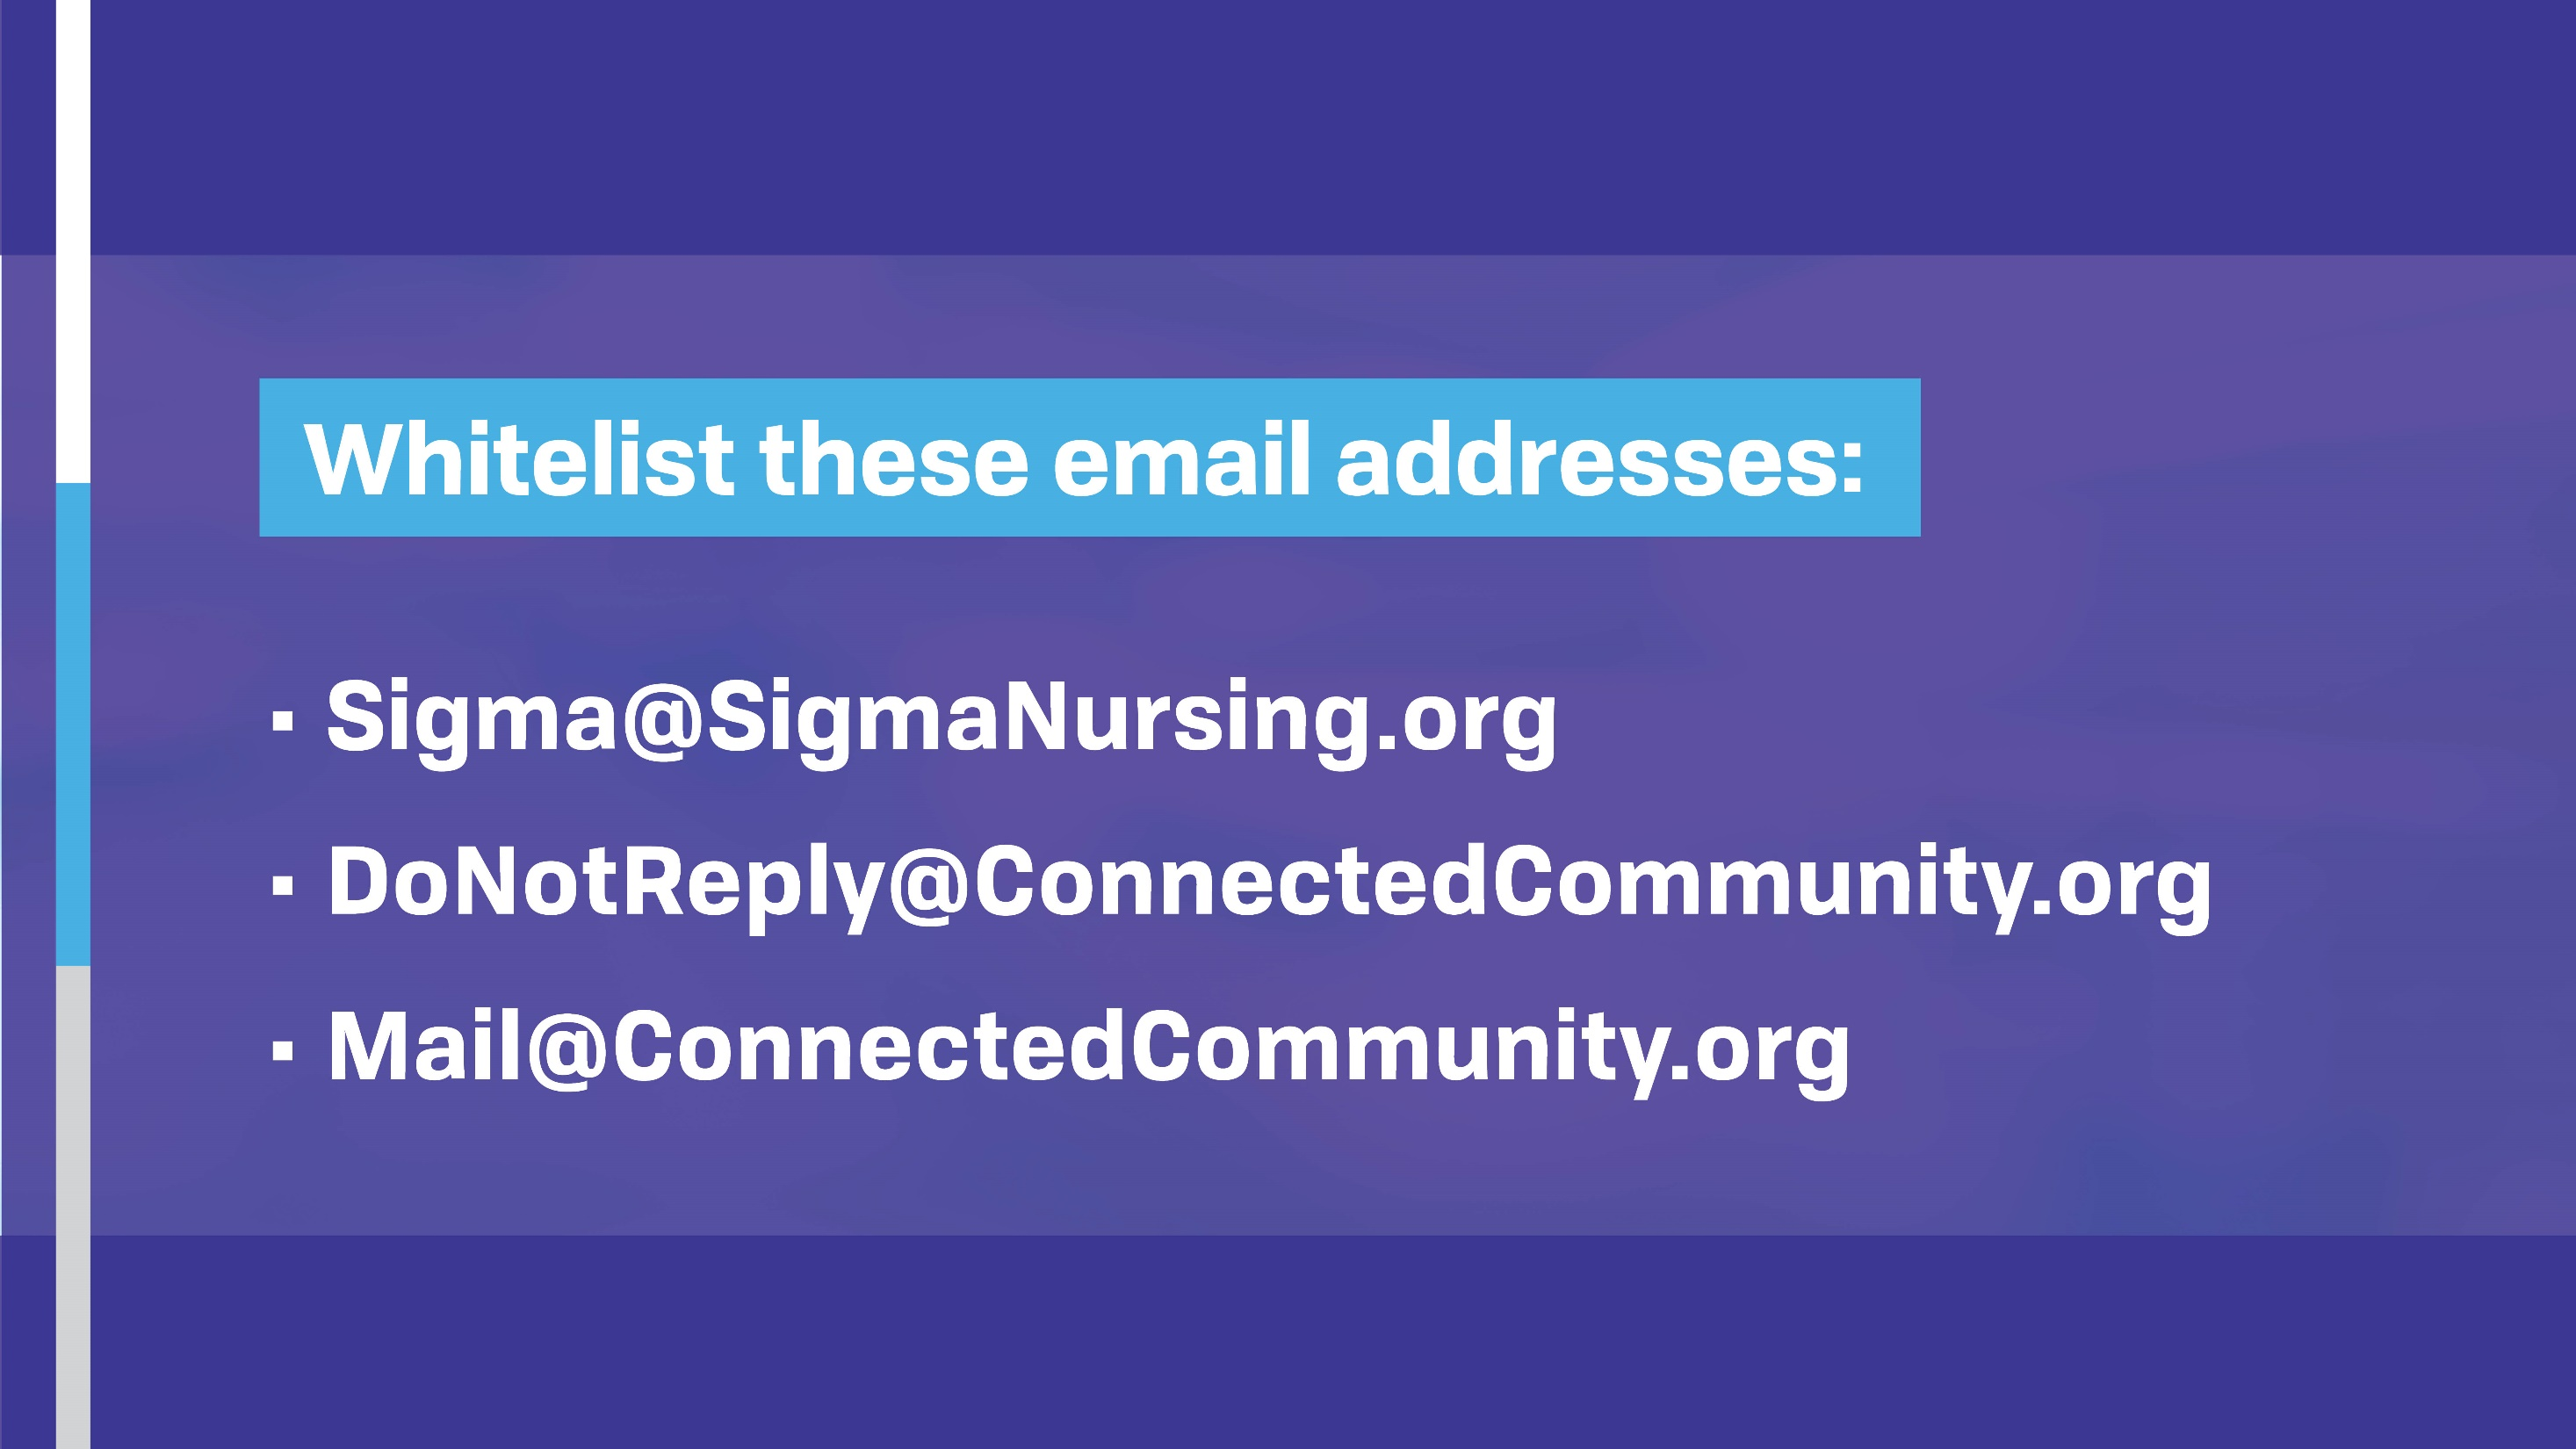 Whitelist these email addresses:
▪ Sigma@SigmaNursing.org
▪ DoNotReply@ConnectedCommunity.org
▪ Mail@ConnectedCommunity.org